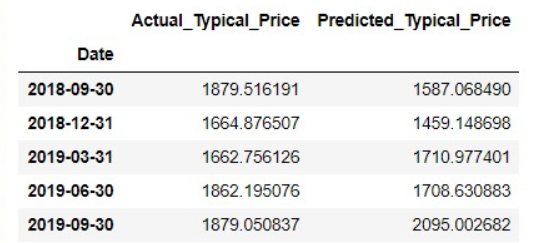 Actual_Typical_Price Predicted_Typical_Price
Date
2018-09-30 1879.516191 1587.068490
2018-12-31 1664.876507 1459.148698
2019-03-31 1662.756126 1710.977401
2019-06-30 1862.195076 1708.630883
2019-09-30 1879.050837 2095.002682